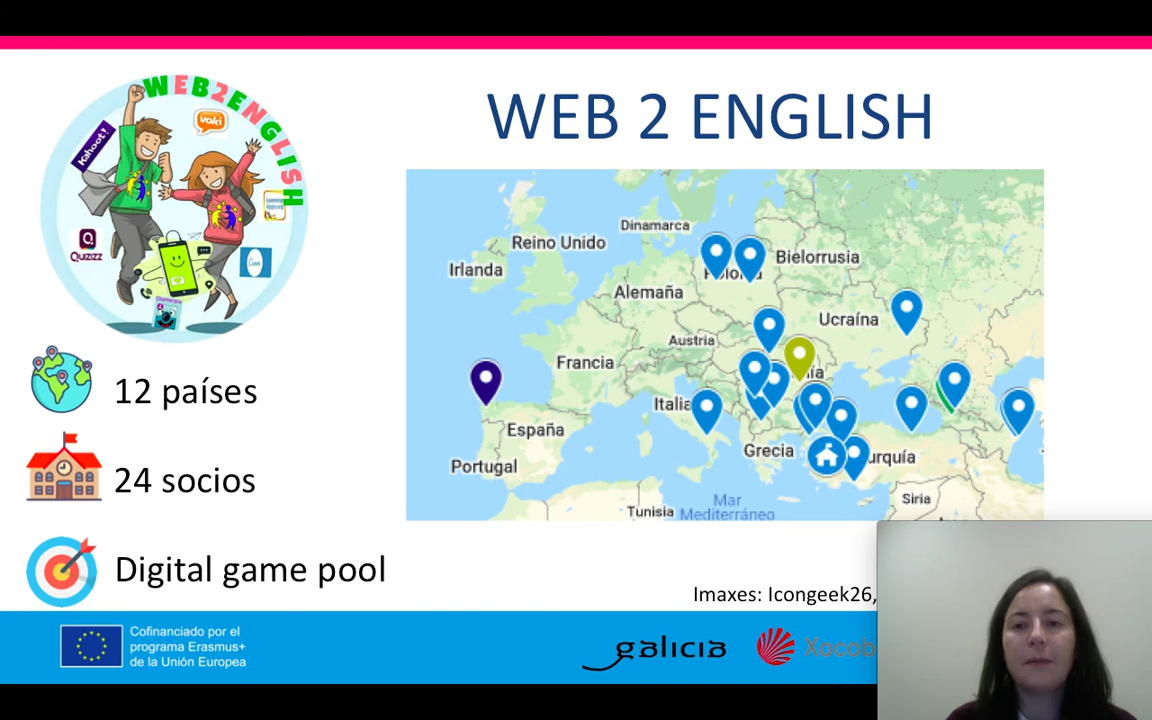 WEB2ENGLISH
voki
Kahoot!
Quizizz
WEB 2 ENGLISH
Dinamarca
Reino Unido
Irlanda
Bielorrusia
Alemaña
Ucraína
Austria
Francia
Italia
España
Grecia
Portugal
Siria
Mar
Mediterráneo
Tunisia
12 países
24 socios
Digital game pool
Imaxes: Icongeek26,
Cofinanciado por el
programa Erasmus+
de la Unión Europea
galicia
Xacob